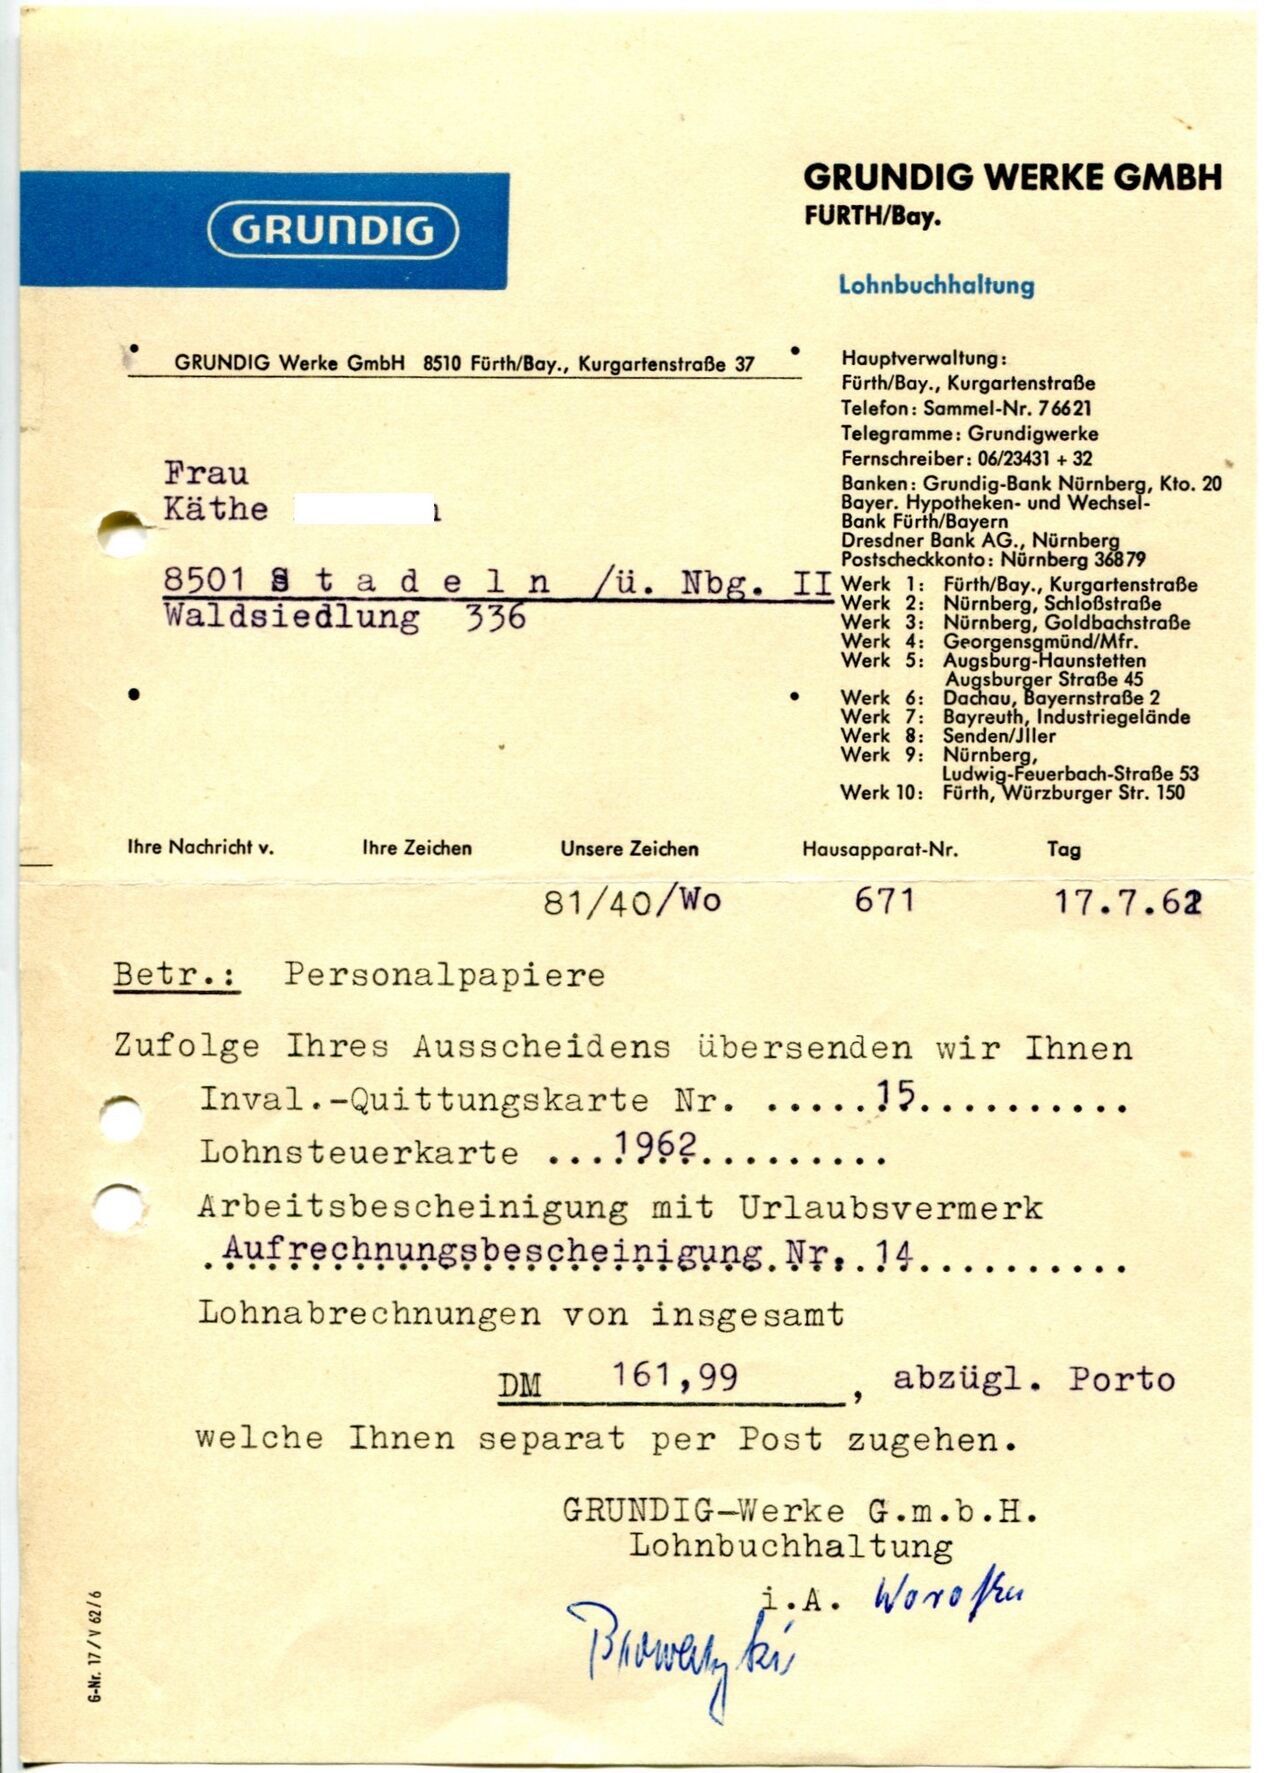 GRUNDIG
GRUNDIG WERKE GMBH
FURTH/Bay.
Lohnbuchhaltung
GRUNDIG Werke GmbH 8510 Fürth/Bay., Kurgartenstraße 37
Frau
Käthe
8501 S t a d e l n /ü. Nbg. II
Waldsiedlung 336
Hauptverwaltung:
Fürth/Bay., Kurgartenstraße
Telefon: Sammel-Nr. 76621
Telegramme: Grundigwerke
Fernschreiber: 06/23431 + 32
Banken: Grundig-Bank Nürnberg, Kto. 20
Bayer. Hypotheken- und Wechsel-
Bank Fürth/Bayern
Dresdner Bank AG., Nürnberg
Postscheckkonto: Nürnberg 36879
Werk 1: Fürth/Bay., Kurgartenstraße
Werk 2: Nürnberg, Schloßstraße
Werk 3: Nürnberg, Goldbachstraße
Werk 4: Georgensgmünd/Mfr.
Werk 5: Augsburg-Haunstetten
Augsburger Straße 45
Werk 6: Dachau, Bayernstraße 2
Werk 7: Bayreuth, Industriegelände
Werk 8: Senden/Jller
Werk 9: Nürnberg,
Ludwig-Feuerbach-Straße 53
Werk 10: Fürth, Würzburger Str. 150
Ihre Nachricht v. Ihre Zeichen Unsere Zeichen Hausapparat-Nr. Tag
81/40/Wo 671 17.7.62
Betr.: Personalpapiere
Zufolge Ihres Ausscheidens übersenden wir Ihnen
Inval.-Quittungskarte Nr. .....15..........
Lohnsteuerkarte ....1962.........
Arbeitsbescheinigung mit Urlaubsvermerk
Aufrechnungsbescheinigung Nr. 14..........
Lohnabrechnungen von insgesamt
DM 161,99, abzügl. Porto
welche Ihnen separat per Post zugehen.
GRUNDIG-Werke G.m.b.H.
Lohnbuchhaltung
i.A.
G-Nr. 17/V 62/6